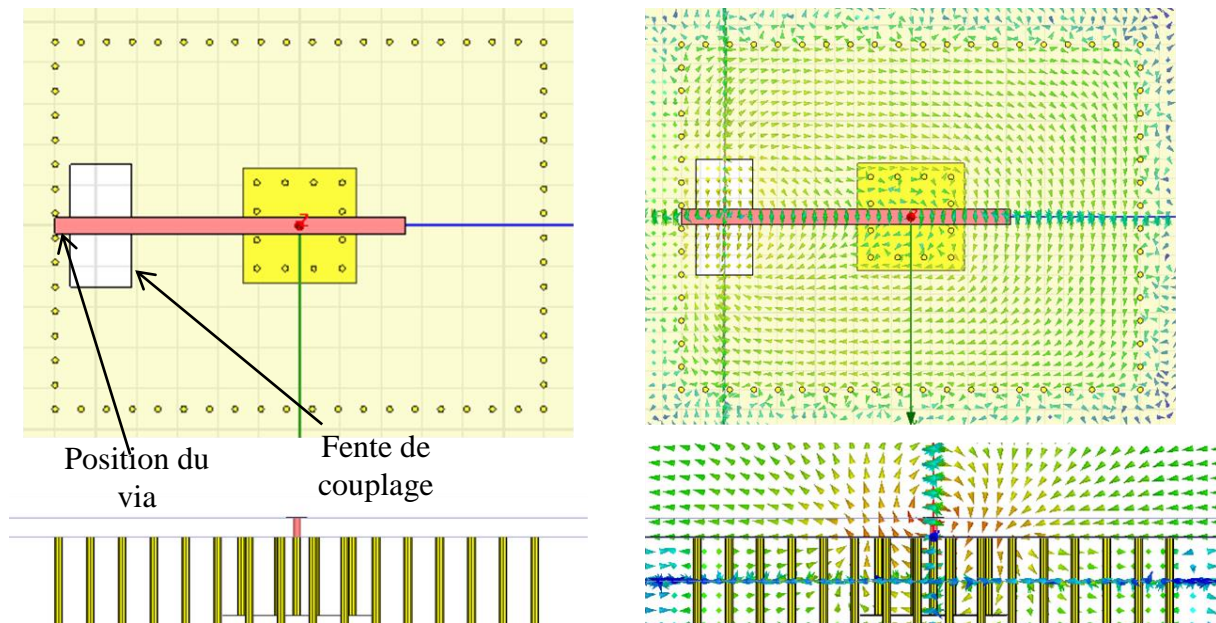 Z
Position du
via
Fente de
couplage